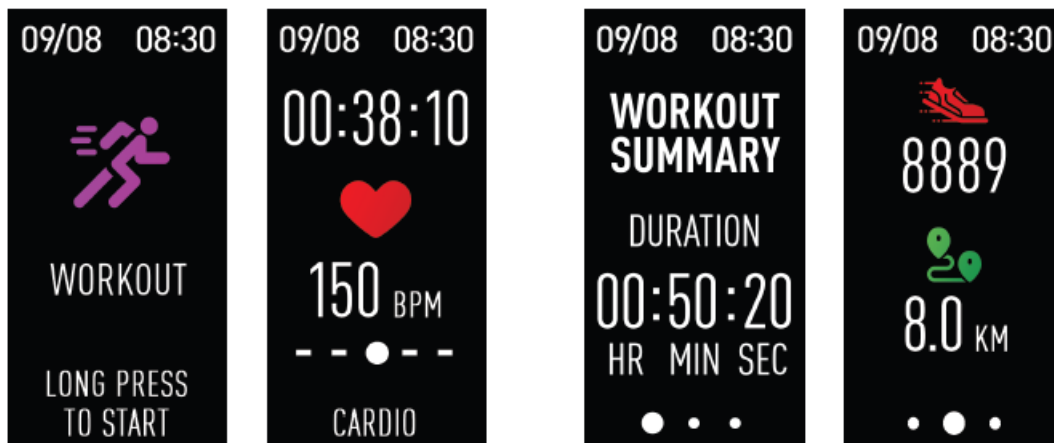 09/08 08:30
WORKOUT
LONG PRESS
TO START
09/08 08:30
00:38:10
150 BPM
CARDIO
09/08 08:30
WORKOUT
SUMMARY
DURATION
00:50:20
HR MIN SEC
09/08 08:30
8889
8.0 KM